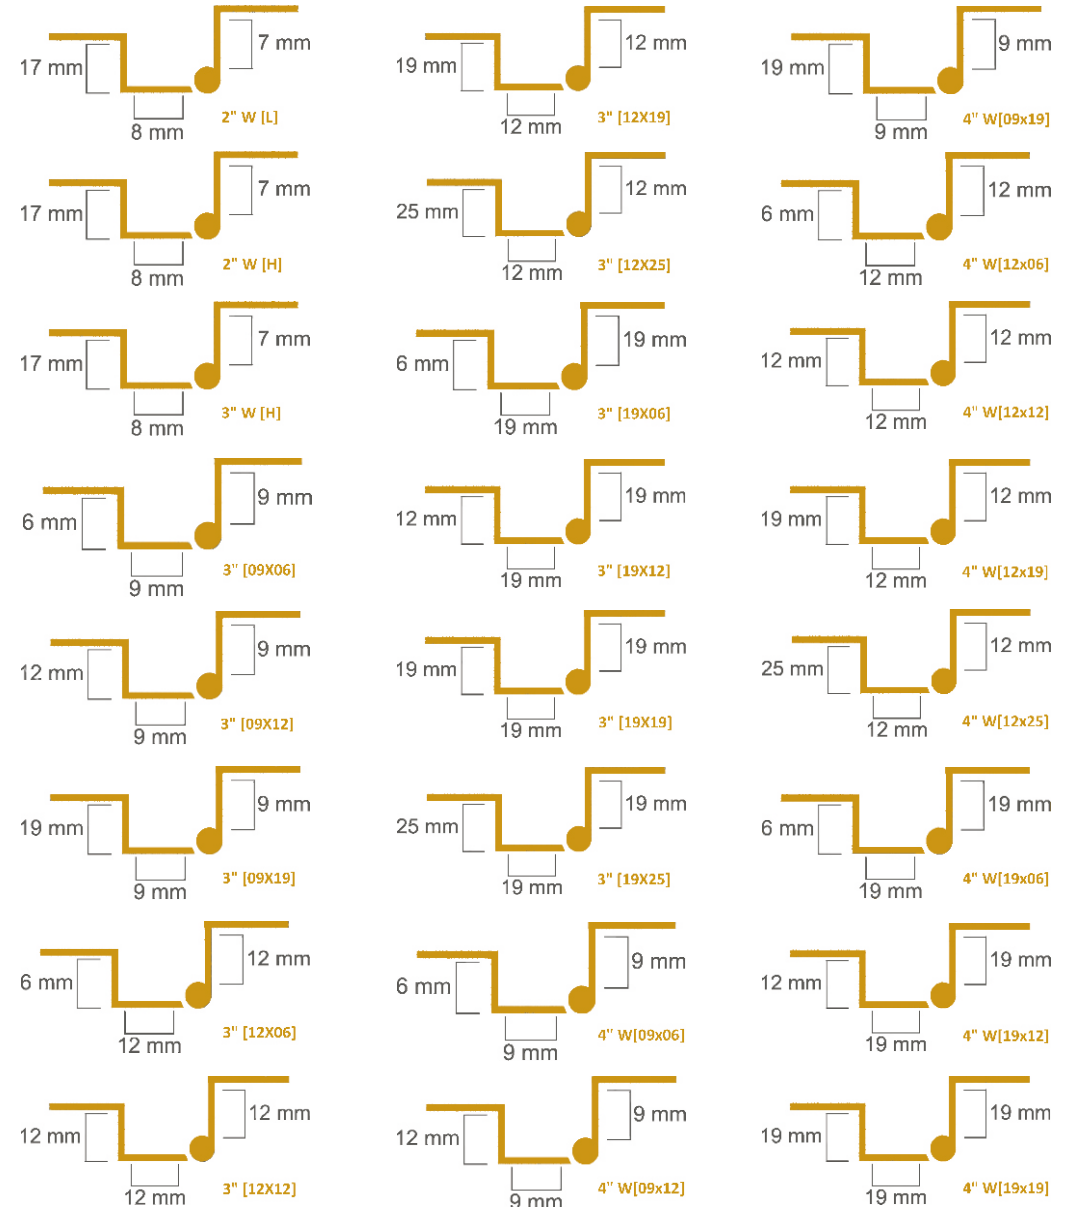 7 mm
17 mm
2" W [L]
8 mm
12 mm
19 mm
3" [12X19]
12 mm
9 mm
19 mm
4" W[09x19]
9 mm
7 mm
17 mm
2" W [H]
8 mm
12 mm
25 mm
3" [12X25]
12 mm
12 mm
6 mm
4" W[12x06]
12 mm
7 mm
17 mm
3" W [H]
8 mm
19 mm
6 mm
3" [19X06]
19 mm
12 mm
12 mm
4" W[12x12]
12 mm
9 mm
6 mm
3" [09X06]
9 mm
19 mm
12 mm
3" [19X12]
19 mm
12 mm
19 mm
4" W[12x19]
12 mm
9 mm
12 mm
3" [09X12]
9 mm
19 mm
19 mm
3" [19X19]
19 mm
12 mm
25 mm
4" W[12x25]
12 mm
9 mm
19 mm
3" [09X19]
9 mm
19 mm
25 mm
3" [19X25]
19 mm
19 mm
6 mm
4" W[19x06]
19 mm
12 mm
6 mm
3" [12X06]
12 mm
9 mm
6 mm
4" W[09x06]
9 mm
19 mm
12 mm
4" W[19x12]
19 mm
12 mm
12 mm
3" [12X12]
12 mm
9 mm
12 mm
4" W[09x12]
9 mm
19 mm
19 mm
4" W[19x19]
19 mm